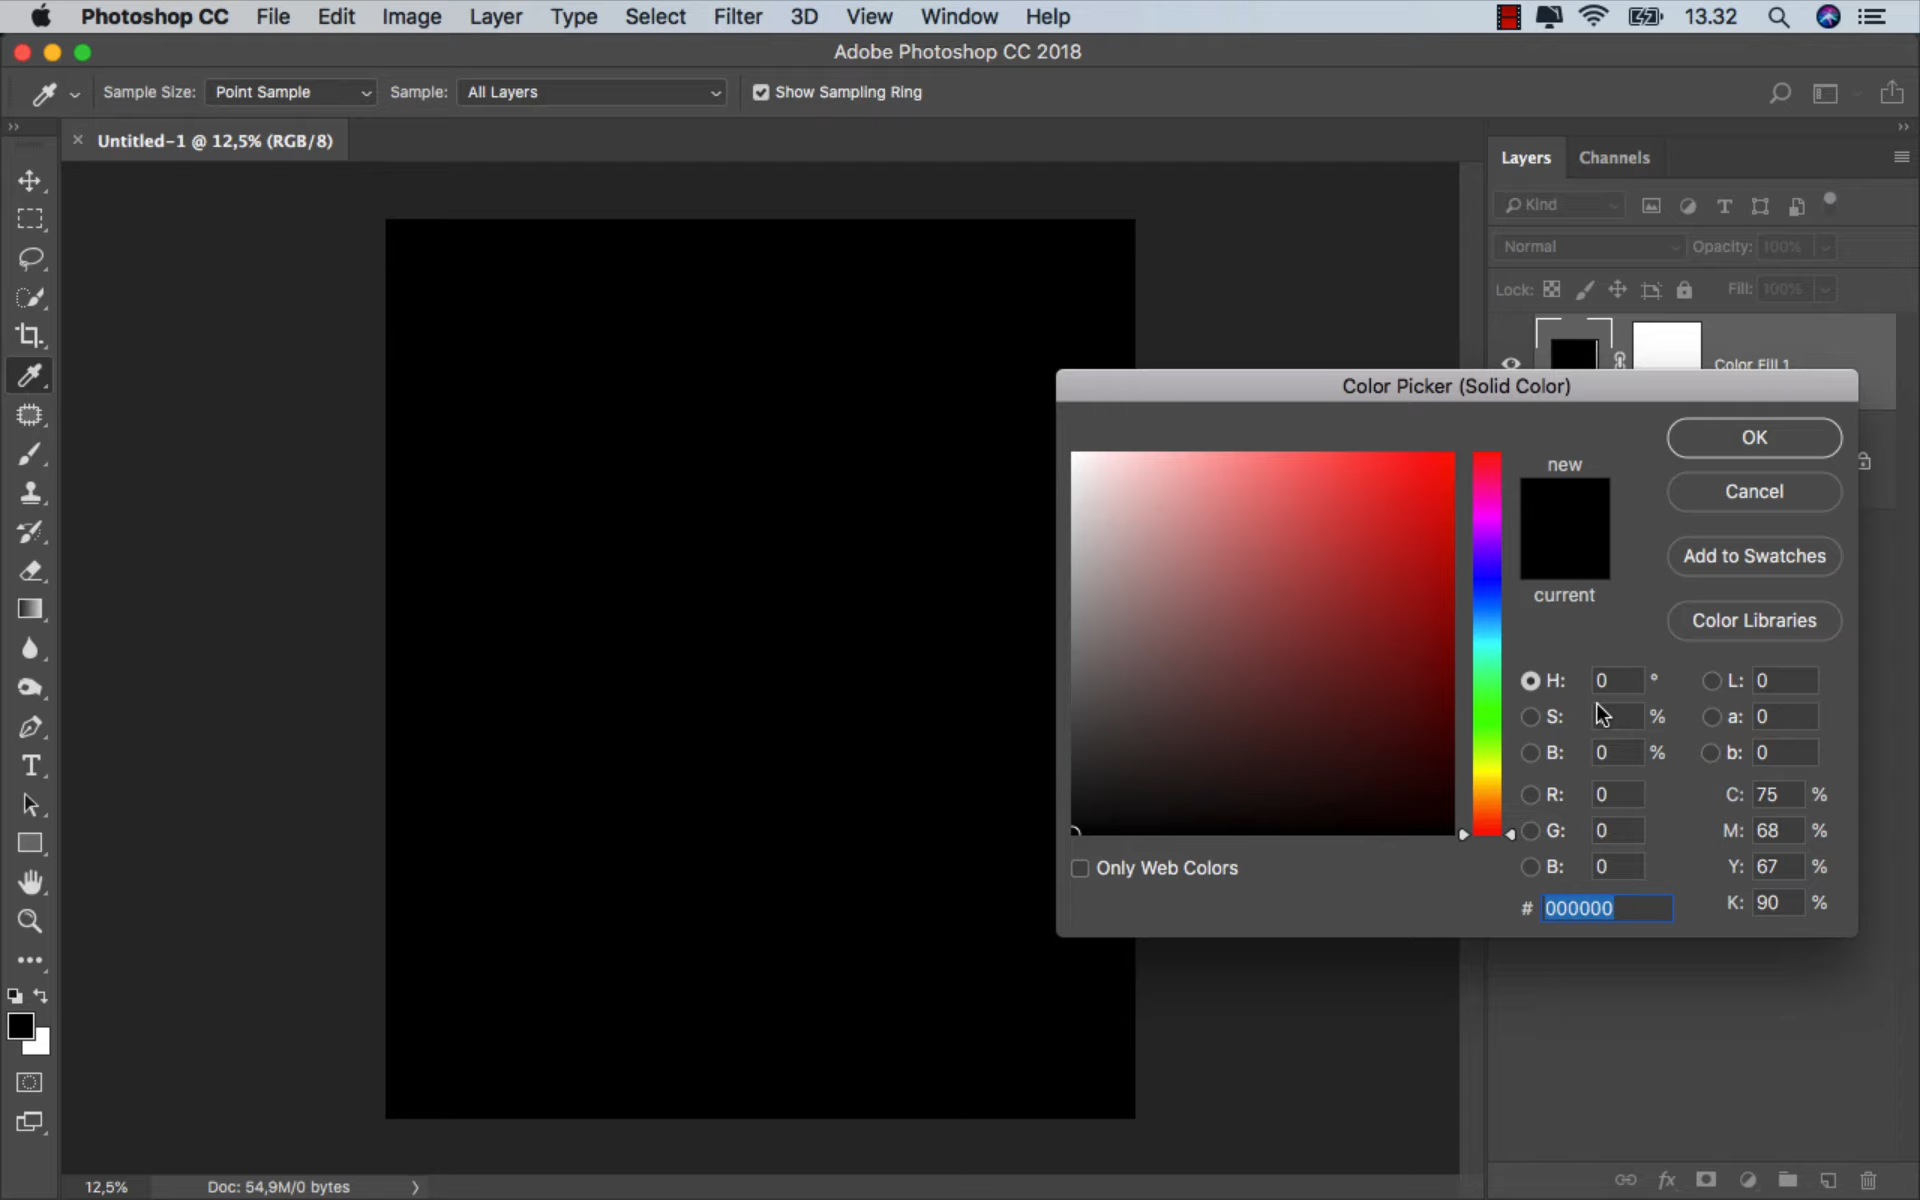 Photoshop CC File Edit Image Layer Type Select Filter 3D View Window Help 13.32
Adobe Photoshop CC 2018
Sample Size: Point Sample Sample: All Layers Show Sampling Ring
Untitled-1 @ 12,5% (RGB/8)
Layers Channels
Kind
Normal Opacity: 100%
Lock: Fill: 100%
Color Fill 1
Color Picker (Solid Color)
OK
new
Cancel
Add to Swatches
current
Color Libraries
H: 0 ° L: 0
S: % a: 0
B: 0 % b: 0
R: 0 C: 75 %
G: 0 M: 68 %
B: 0 Y: 67 %
Only Web Colors
# 000000 K: 90 %
12,5% Doc: 54,9M/0 bytes